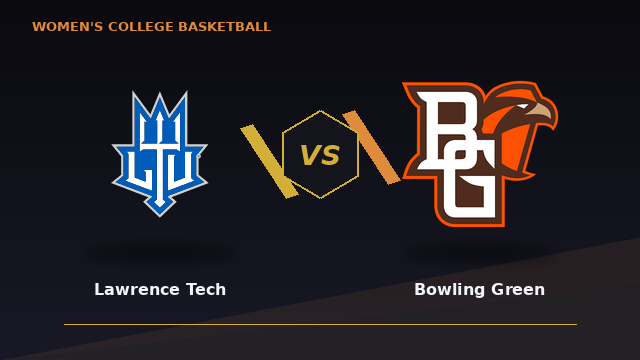 WOMEN'S COLLEGE BASKETBALL
LTU
VS
BG
Lawrence Tech
Bowling Green